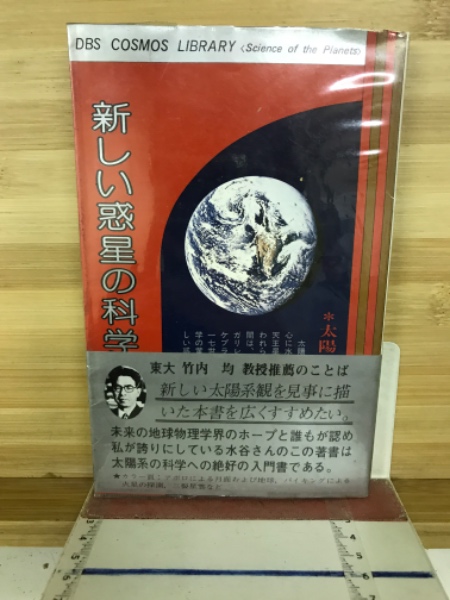 DBS COSMOS LIBRARY <Science of the Planets>
新しい惑星の科学
*太陽
東大 竹内 均 教授推薦のことば
新しい太陽系観を見事に描
いた本書を広くすすめたい。
未来の地球物理学界のホープと誰もが認め
私が誇りにしている水谷さんのこの著書は
太陽系の科学への絶好の入門書である。